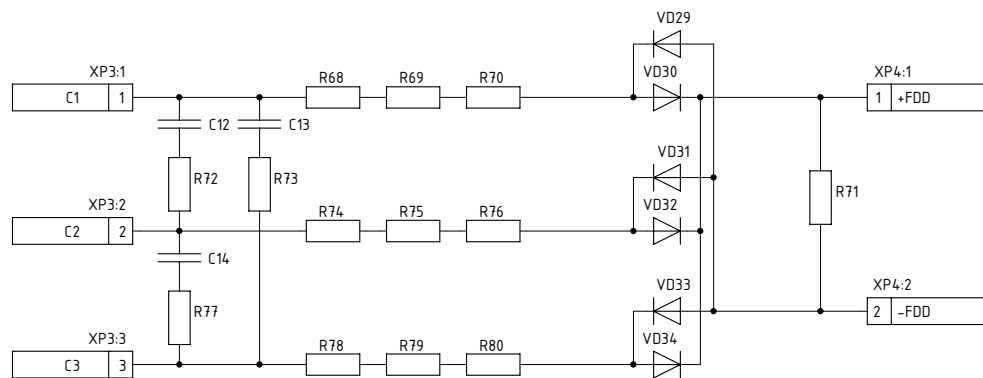 VD29
XP3:1
R68 R69 R70
VD30
XP4:1
C1 1
1 +FDD
C12 C13
VD31
R72 R73
R71
XP3:2
R74 R75 R76
VD32
C2 2
C14
VD33
XP4:2
R77
2 -FDD
XP3:3
R78 R79 R80
VD34
C3 3